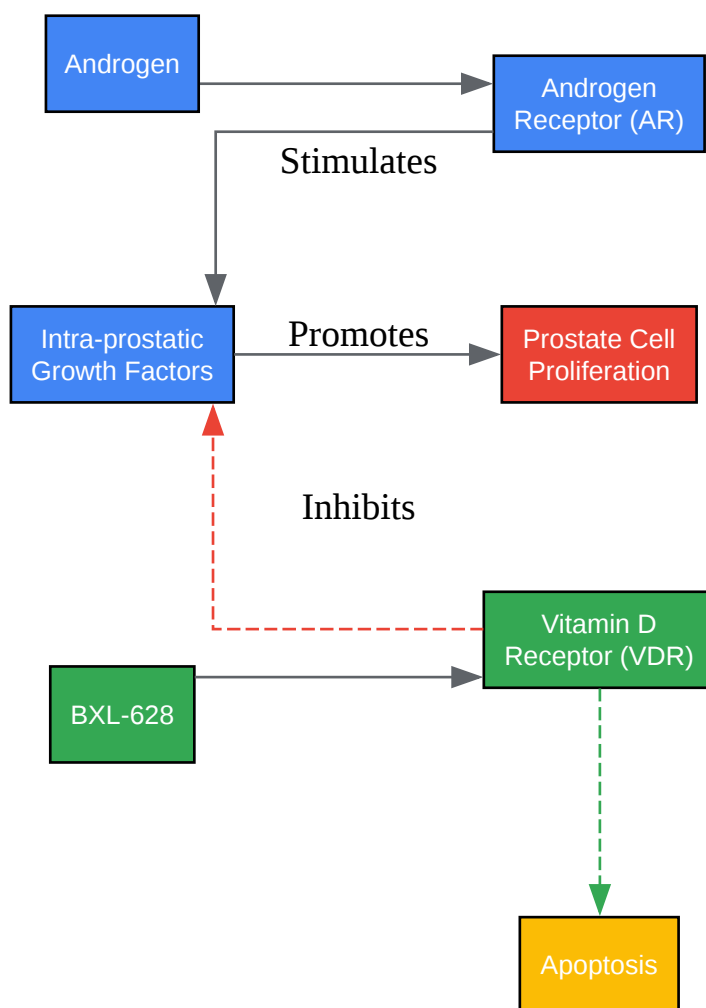 Androgen
Androgen
Receptor (AR)
Stimulates
Intra-prostatic
Growth Factors
Promotes
Prostate Cell
Proliferation
Inhibits
Vitamin D
Receptor (VDR)
BXL-628
Apoptosis